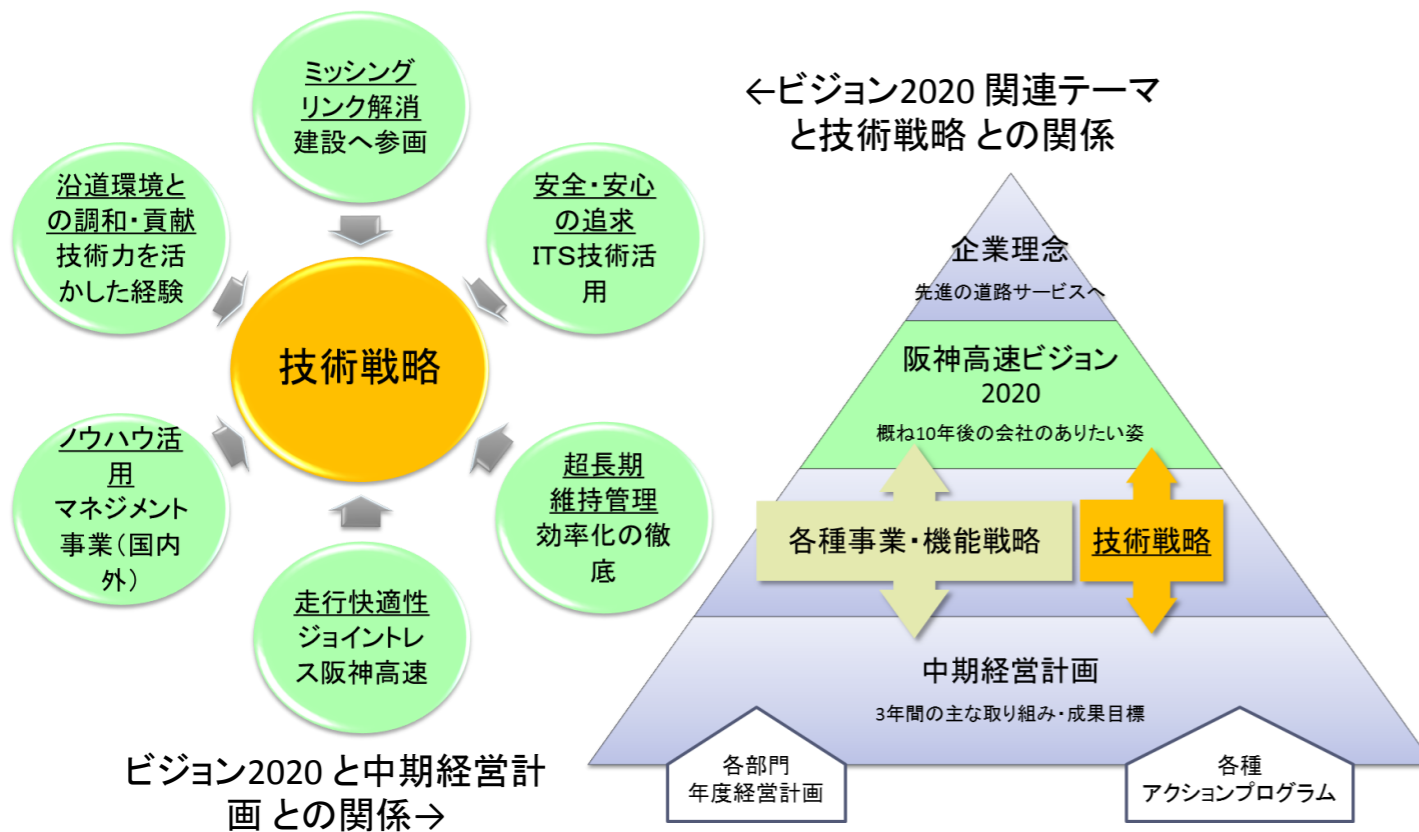 ミッシング
リンク解消
建設へ参画
沿道環境と
の調和・貢献
技術力を活
かした経験
安全・安心
の追求
ITS技術活
用
技術戦略
ノウハウ活
用
マネジメント
事業(国内
外)
超長期
維持管理
効率化の徹
底
走行快適性
ジョイントレ
ス阪神高速
ビジョン2020 と中期経営計
画 との関係→
←ビジョン2020 関連テーマ
と技術戦略 との関係
企業理念
先進の道路サービスへ
阪神高速ビジョン
2020
概ね10年後の会社のありたい姿
各種事業・機能戦略
技術戦略
中期経営計画
3年間の主な取り組み・成果目標
各部門
年度経営計画
各種
アクションプログラム